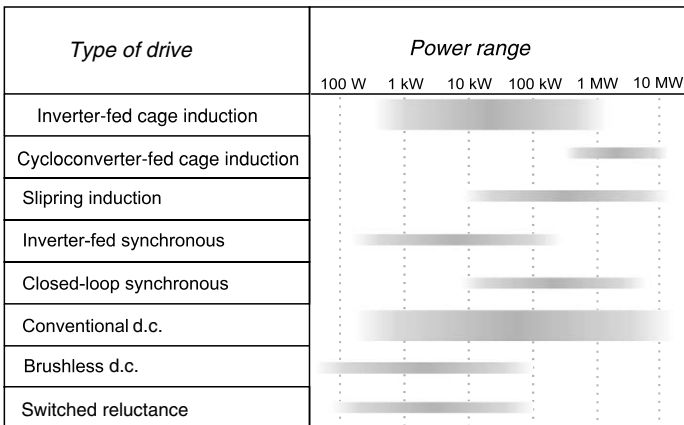 Type of drive
Power range
100 W 1 kW 10 kW 100 kW 1 MW 10 MW
Inverter-fed cage induction
Cycloconverter-fed cage induction
Slipring induction
Inverter-fed synchronous
Closed-loop synchronous
Conventional d.c.
Brushless d.c.
Switched reluctance